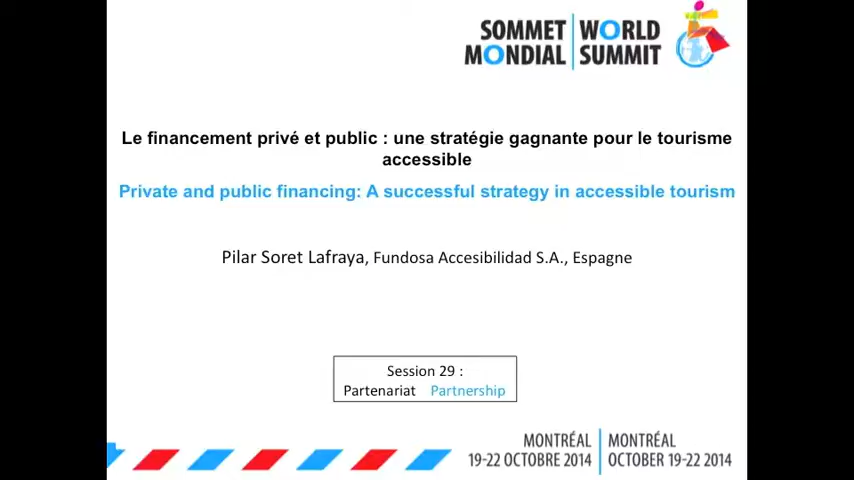 SOMMET MONDIAL
WORLD SUMMIT
Le financement privé et public : une stratégie gagnante pour le tourisme
accessible
Private and public financing: A successful strategy in accessible tourism
Pilar Soret Lafraya, Fundosa Accesibilidad S.A., Espagne
Session 29 :
Partenariat Partnership
MONTRÉAL
19-22 OCTOBRE 2014
MONTRÉAL
OCTOBER 19-22 2014